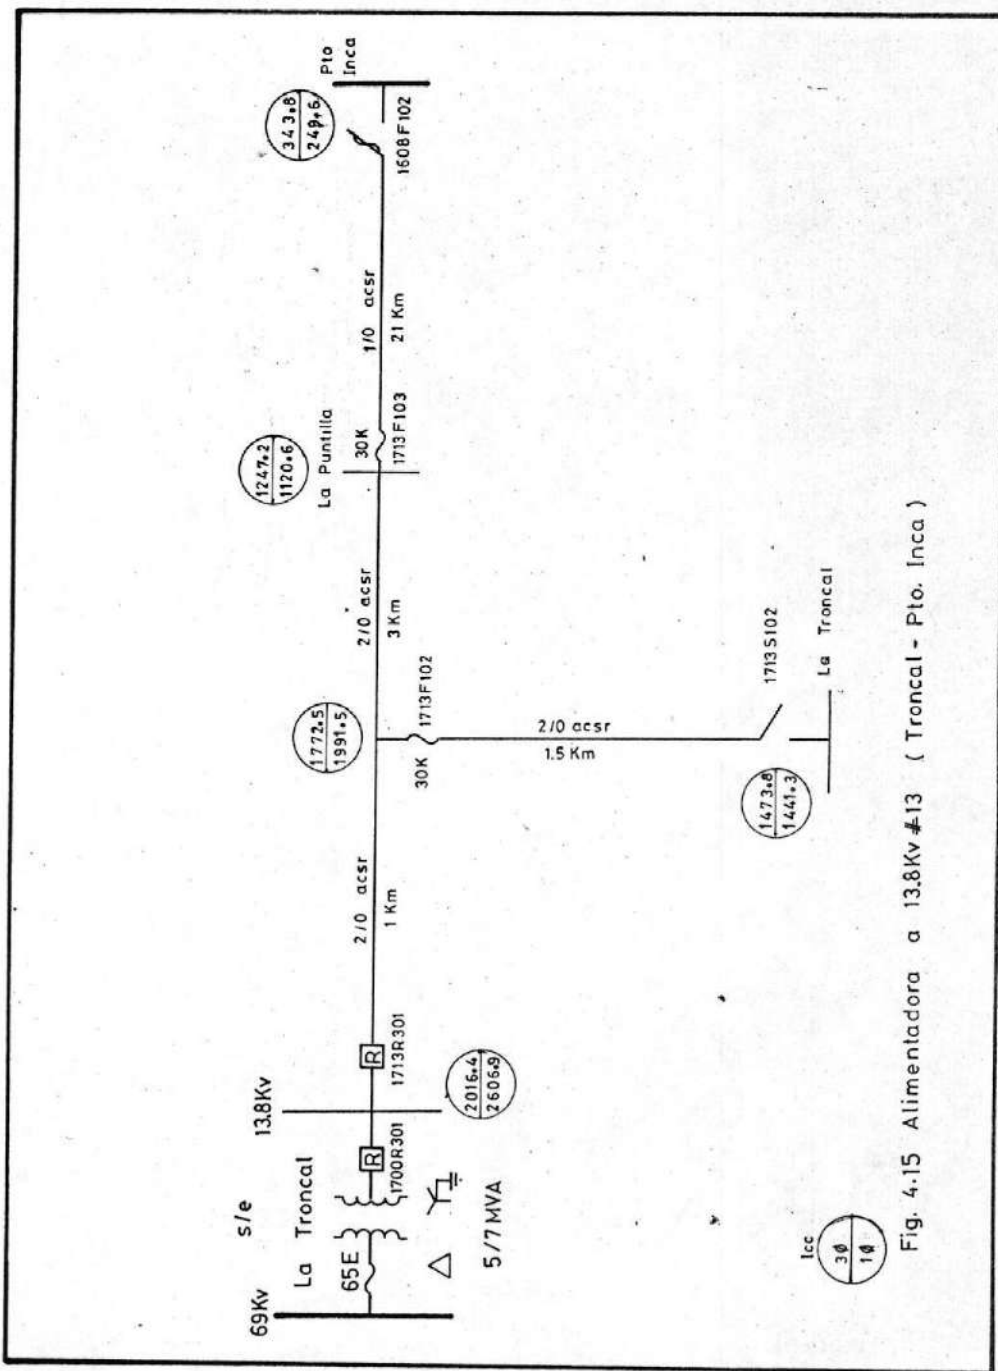 69Kv
s/e
La Troncal
65E
5/7 MVA
1700R301
R
13.8Kv
R
1713R301
2016.4
2606.9
2/0 acsr
1 Km
1772.5
1991.5
1713F102
30K
2/0 acsr
1.5 Km
1713S102
La Troncal
1473.8
1441.3
2/0 acsr
3 Km
1247.2
1120.6
La Puntilla
30K
1713F103
1/0 acsr
21 Km
343.8
249.6
1608F102
Pto
Inca
Icc
3Ø
1Ø
Fig. 4.15 Alimentadora a 13.8Kv #13 ( Troncal - Pto. Inca )